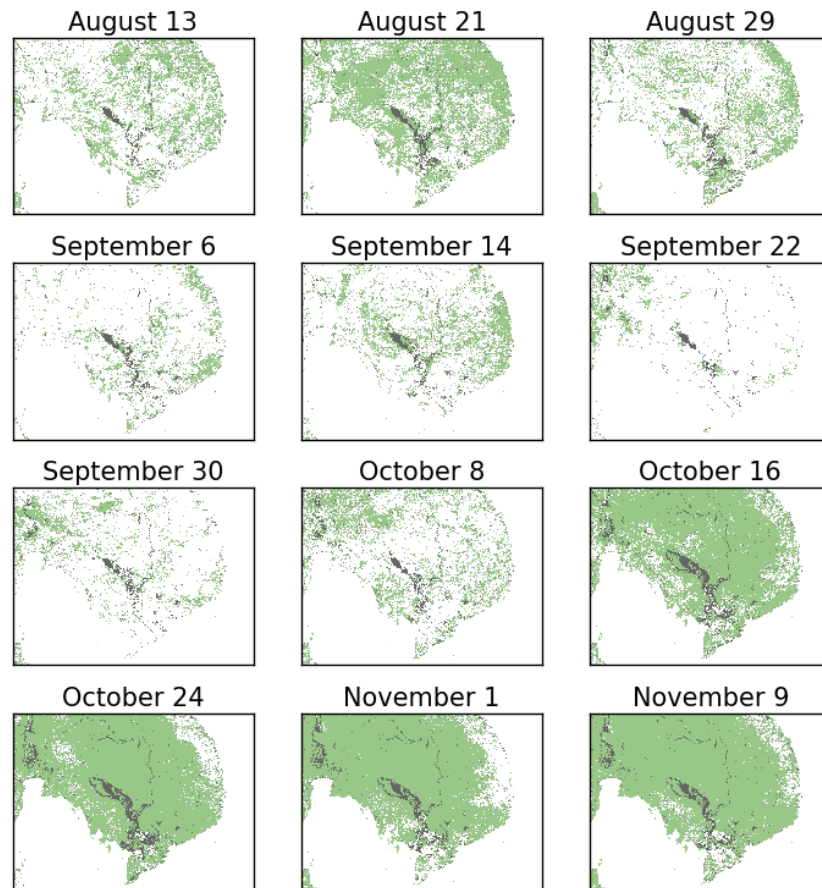 August 13
August 21
August 29
September 6
September 14
September 22
September 30
October 8
October 16
October 24
November 1
November 9